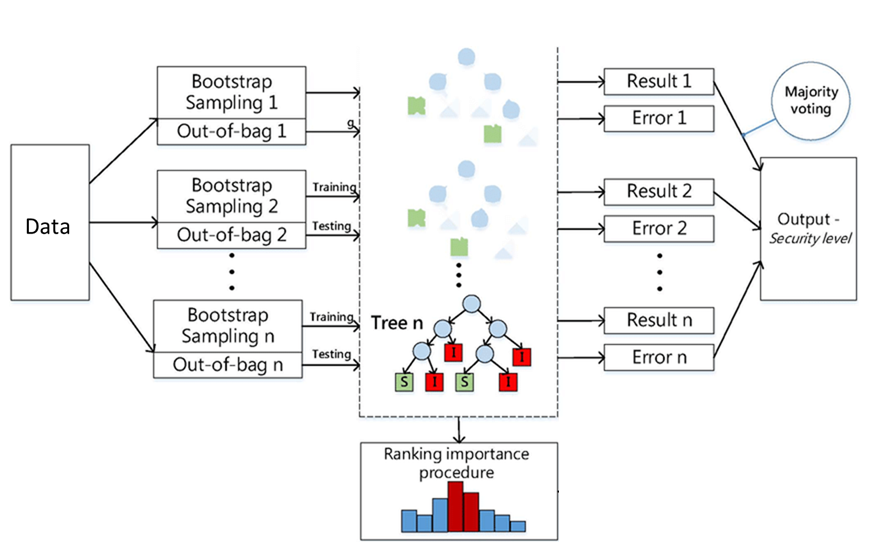 Data
Bootstrap
Sampling 1
Out-of-bag 1
g
Bootstrap
Sampling 2
Out-of-bag 2
Training
Testing
Bootstrap
Sampling n
Out-of-bag n
Training
Testing
Tree n
I
I
S
I
S
I
Ranking importance
procedure
Result 1
Error 1
Result 2
Error 2
Result n
Error n
Majority
voting
Output -
Security level